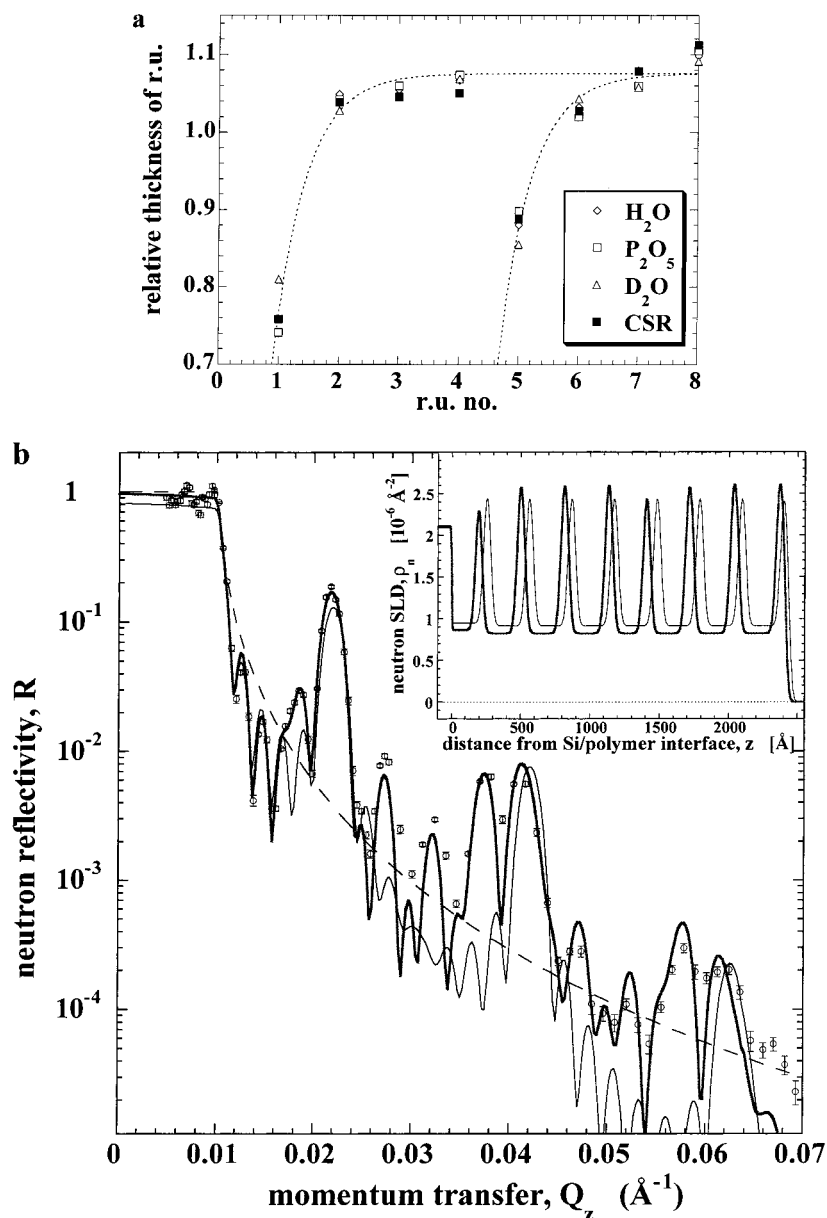 a
relative thickness of r.u.
1.1
1.0
0.9
0.8
0.7
0 1 2 3 4 5 6 7 8
r.u. no.
H₂O
P₂O₅
D₂O
CSR
b
neutron reflectivity, R
1
10⁻¹
10⁻²
10⁻³
10⁻⁴
0 0.01 0.02 0.03 0.04 0.05 0.06 0.07
momentum transfer, Q_z (Å⁻¹)
neutron SLD, ρₙ [10⁻⁶ Å⁻²]
2.5
2
1.5
1
0.5
0
0 500 1000 1500 2000
distance from Si/polymer interface, z [Å]